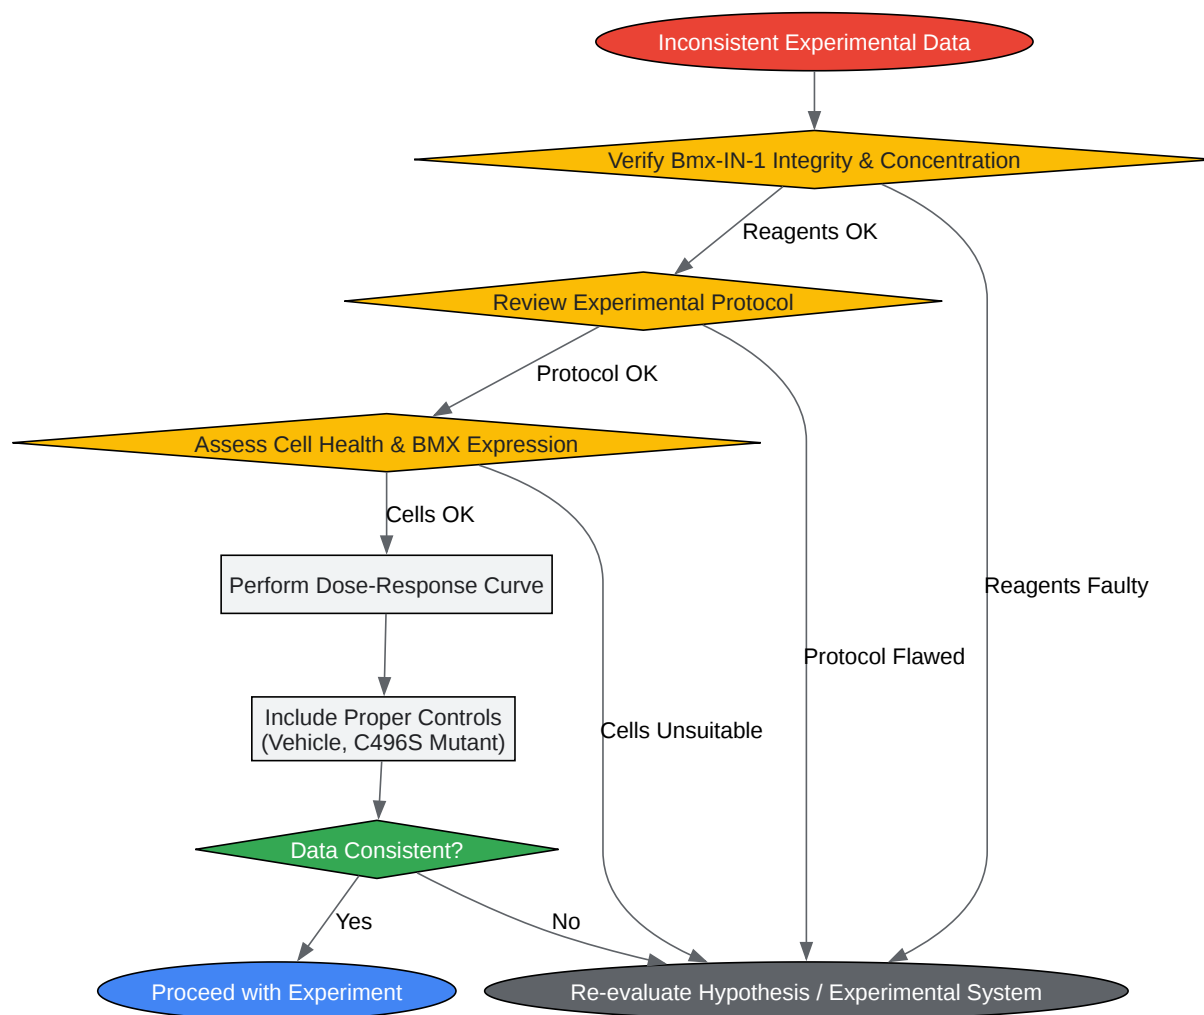 Inconsistent Experimental Data
Verify Bmx-IN-1 Integrity & Concentration
Reagents OK
Review Experimental Protocol
Protocol OK
Assess Cell Health & BMX Expression
Cells OK
Perform Dose-Response Curve
Reagents Faulty
Protocol Flawed
Include Proper Controls
(Vehicle, C496S Mutant)
Cells Unsuitable
Data Consistent?
Yes
No
Proceed with Experiment
Re-evaluate Hypothesis / Experimental System